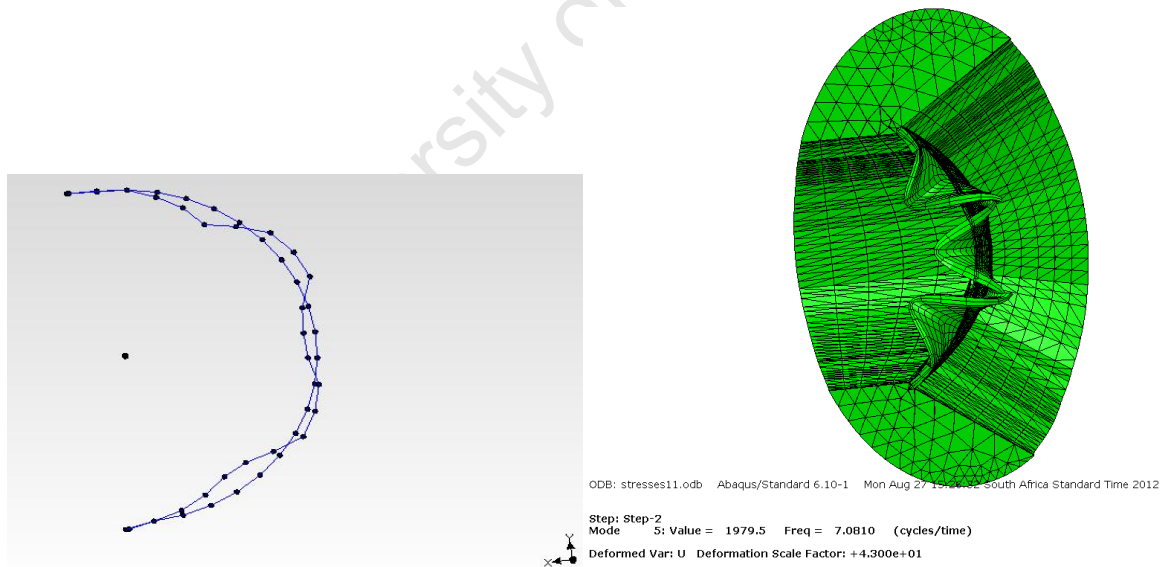 rsity o
Y
X
ODB: stresses11.odb Abaqus/Standard 6.10-1 Mon Aug 27 South Africa Standard Time 2012
Step: Step-2
Mode 5: Value = 1979.5 Freq = 7.0810 (cycles/time)
Deformed Var: U Deformation Scale Factor: +4.300e+01